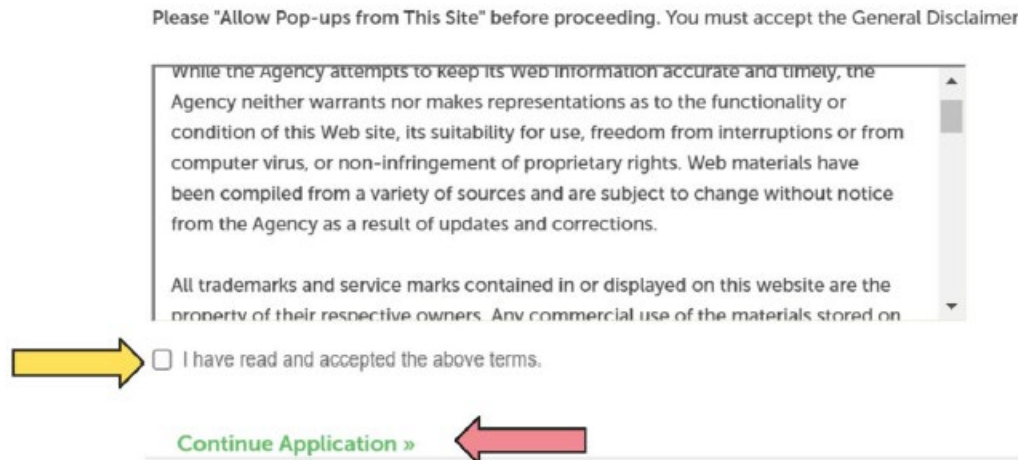 Please "Allow Pop-ups from This Site" before proceeding. You must accept the General Disclaimer
While the Agency attempts to keep its Web information accurate and timely, the
Agency neither warrants nor makes representations as to the functionality or
condition of this Web site, its suitability for use, freedom from interruptions or from
computer virus, or non-infringement of proprietary rights. Web materials have
been compiled from a variety of sources and are subject to change without notice
from the Agency as a result of updates and corrections.
All trademarks and service marks contained in or displayed on this website are the
property of their respective owners. Any commercial use of the materials stored on
I have read and accepted the above terms.
Continue Application »